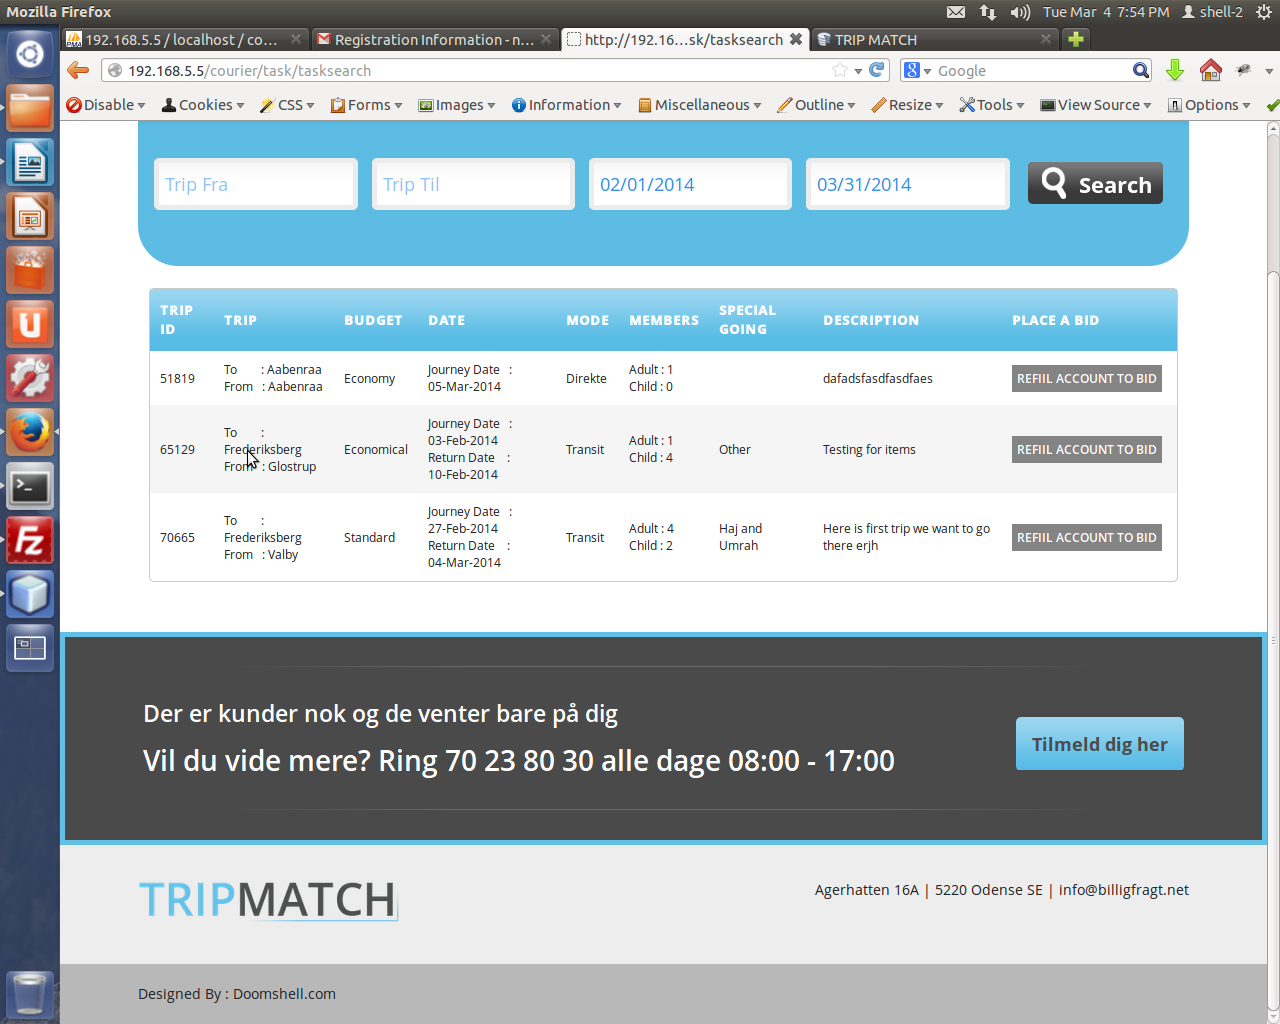 Mozilla Firefox
Tue Mar 4 7:54 PM shell-2
192.168.5.5 / localhost / co...
Registration Information - n...
http://192.16...sk/tasksearch
TRIP MATCH
192.168.5.5/courier/task/tasksearch
Google
Disable Cookies CSS Forms Images Information Miscellaneous Outline Resize Tools View Source Options
Trip Fra
Trip Til
02/01/2014
03/31/2014
Search
TRIP ID
TRIP
BUDGET
DATE
MODE
MEMBERS
SPECIAL GOING
DESCRIPTION
PLACE A BID
51819
To : Aabenraa
From : Aabenraa
Economy
Journey Date :
05-Mar-2014
Direkte
Adult : 1
Child : 0
dafadsfasdfasdfaes
REFIIL ACCOUNT TO BID
65129
To :
Frederiksberg
From : Glostrup
Economical
Journey Date :
03-Feb-2014
Return Date :
10-Feb-2014
Transit
Adult : 1
Child : 4
Other
Testing for items
REFIIL ACCOUNT TO BID
70665
To :
Frederiksberg
From : Valby
Standard
Journey Date :
27-Feb-2014
Return Date :
04-Mar-2014
Transit
Adult : 4
Child : 2
Haj and
Umrah
Here is first trip we want to go
there erjh
REFIIL ACCOUNT TO BID
Der er kunder nok og de venter bare på dig
Vil du vide mere? Ring 70 23 80 30 alle dage 08:00 - 17:00
Tilmeld dig her
TRIPMATCH
Agerhatten 16A | 5220 Odense SE | info@billigfragt.net
Designed By : Doomshell.com